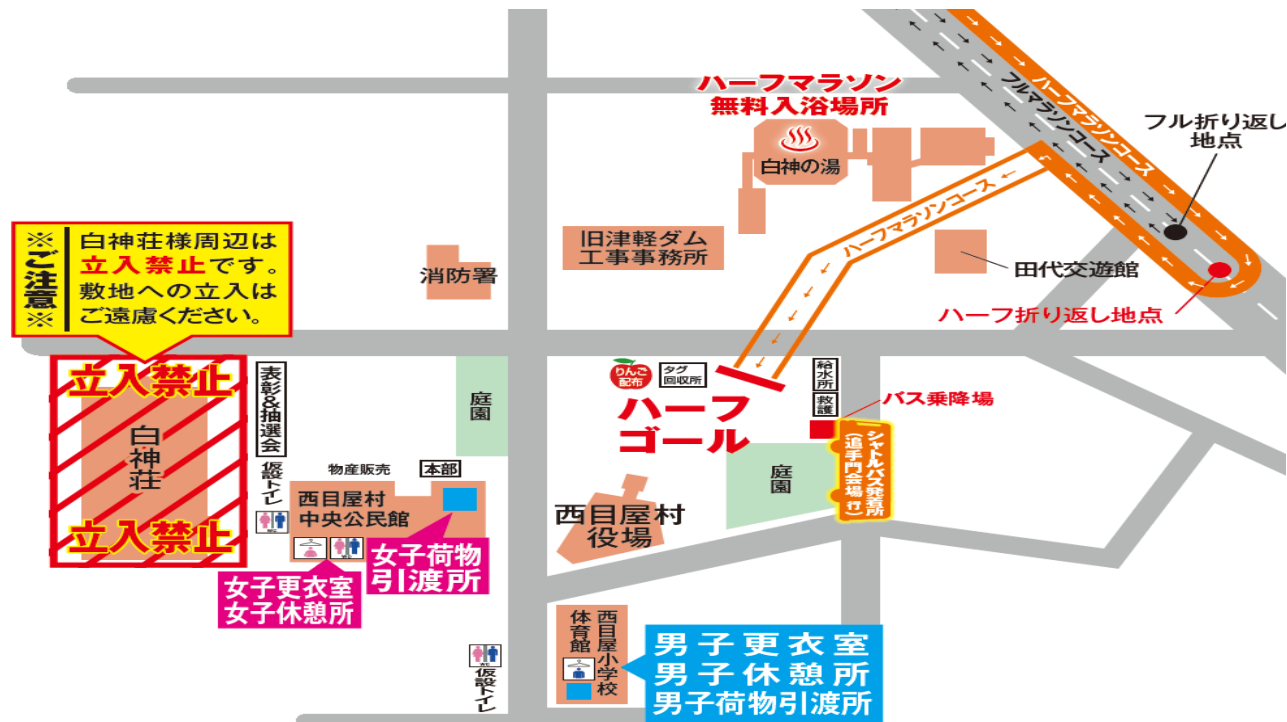 ハーフマラソン
無料入浴場所
白神の湯
ハーフマラソンコース
フルマラソンコース
フル折り返し
地点
ハーフマラソンコース
旧津軽ダム
工事事務所
田代交遊館
ハーフ折り返し地点
消防署
※ご注意※
白神荘様周辺は
立入禁止です。
敷地への立入は
ご遠慮ください。
立入禁止
白神荘
立入禁止
表彰&抽選会
仮設トイレ
庭園
りんご
配布
タグ
回収所
ハーフ
ゴール
給水所
救護
バス乗降場
シャトルバス発着所
(追手門会場 行)
庭園
物産販売
本部
西目屋村
中央公民館
西目屋村
役場
女子荷物
引渡所
女子更衣室
女子休憩所
仮設トイレ
西目屋小学校
体育館
男子更衣室
男子休憩所
男子荷物引渡所